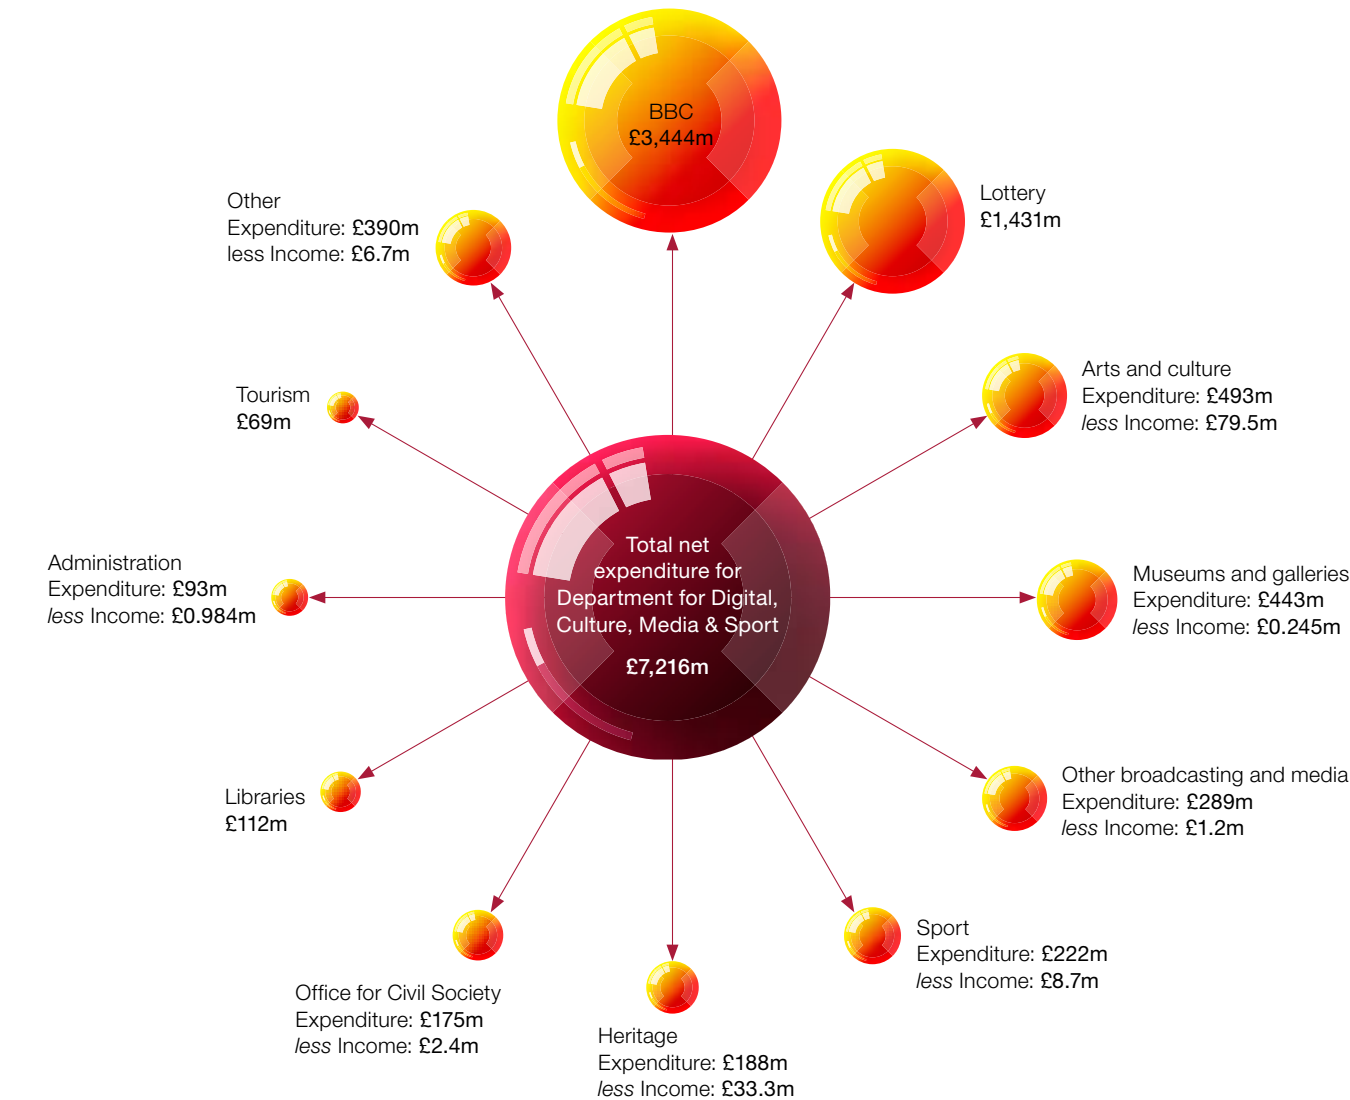 BBC
£3,444m
Lottery
£1,431m
Other
Expenditure: £390m
less Income: £6.7m
Arts and culture
Expenditure: £493m
less Income: £79.5m
Tourism
£69m
Total net
expenditure for
Department for Digital,
Culture, Media & Sport
£7,216m
Administration
Expenditure: £93m
less Income: £0.984m
Museums and galleries
Expenditure: £443m
less Income: £0.245m
Other broadcasting and media
Expenditure: £289m
less Income: £1.2m
Libraries
£112m
Sport
Expenditure: £222m
less Income: £8.7m
Office for Civil Society
Expenditure: £175m
less Income: £2.4m
Heritage
Expenditure: £188m
less Income: £33.3m